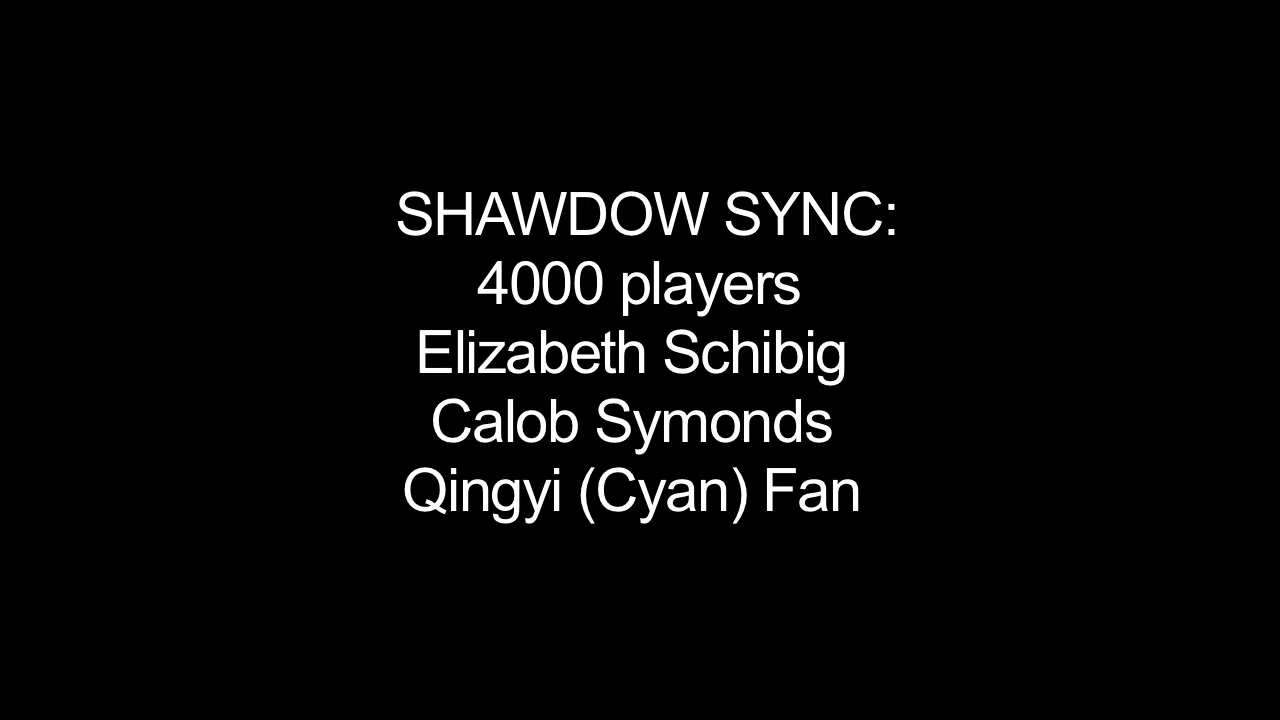 SHAWDOW SYNC:
4000 players
Elizabeth Schibig
Calob Symonds
Qingyi (Cyan) Fan